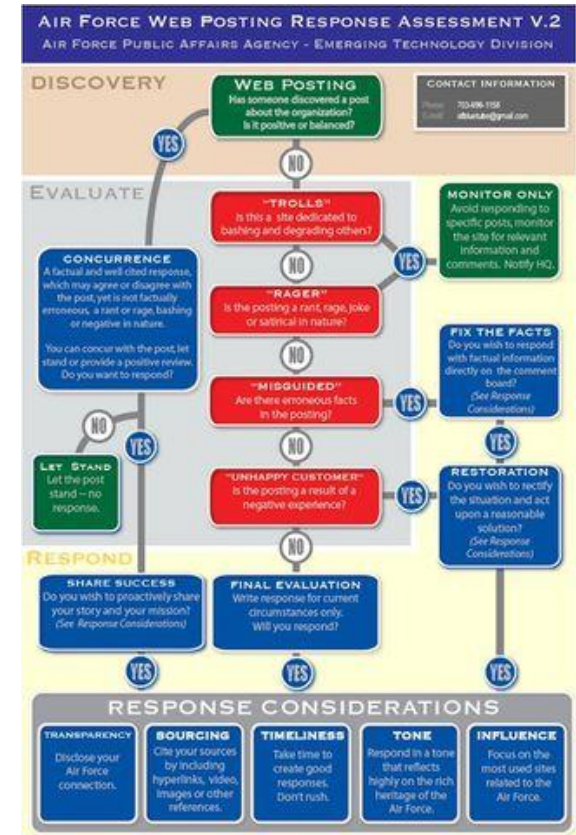 AIR FORCE WEB POSTING RESPONSE ASSESSMENT V.2
AIR FORCE PUBLIC AFFAIRS AGENCY - EMERGING TECHNOLOGY DIVISION
DISCOVERY
WEB POSTING
Has someone discovered a post
about the organization?
Is it positive or balanced?
CONTACT INFORMATION
Phone: 703-696-1158
E-mail: afbluetube@gmail.com
YES
NO
EVALUATE
"TROLLS"
Is this a site dedicated to
bashing and degrading others?
MONITOR ONLY
Avoid responding to
specific posts, monitor
the site for relevant
information and
comments. Notify HQ.
YES
NO
CONCURRENCE
A factual and well cited response,
which may agree or disagree with
the post, yet is not factually
erroneous, a rant or rage, bashing
or negative in nature.
You can concur with the post, let
stand or provide a positive review.
Do you want to respond?
"RAGER"
Is the posting a rant, rage, joke
or satirical in nature?
NO
FIX THE FACTS
Do you wish to respond
with factual information
directly on the comment
board?
(See Response
Considerations)
"MISGUIDED"
Are there erroneous facts
in the posting?
YES
NO
YES
NO
YES
LET STAND
Let the post
stand – no
response.
"UNHAPPY CUSTOMER"
Is the posting a result of a
negative experience?
YES
RESTORATION
Do you wish to rectify
the situation and act
upon a reasonable
solution?
(See Response
Considerations)
NO
RESPOND
SHARE SUCCESS
Do you wish to proactively share
your story and your mission?
(See Response Considerations)
FINAL EVALUATION
Write response for current
circumstances only.
Will you respond?
YES
YES
YES
RESPONSE CONSIDERATIONS
TRANSPARENCY
Disclose your
Air Force
connection.
SOURCING
Cite your sources
by including
hyperlinks, video,
images or other
references.
TIMELINESS
Take time to
create good
responses.
Don't rush.
TONE
Respond in a tone
that reflects
highly on the rich
heritage of the
Air Force.
INFLUENCE
Focus on the
most used sites
related to the
Air Force.